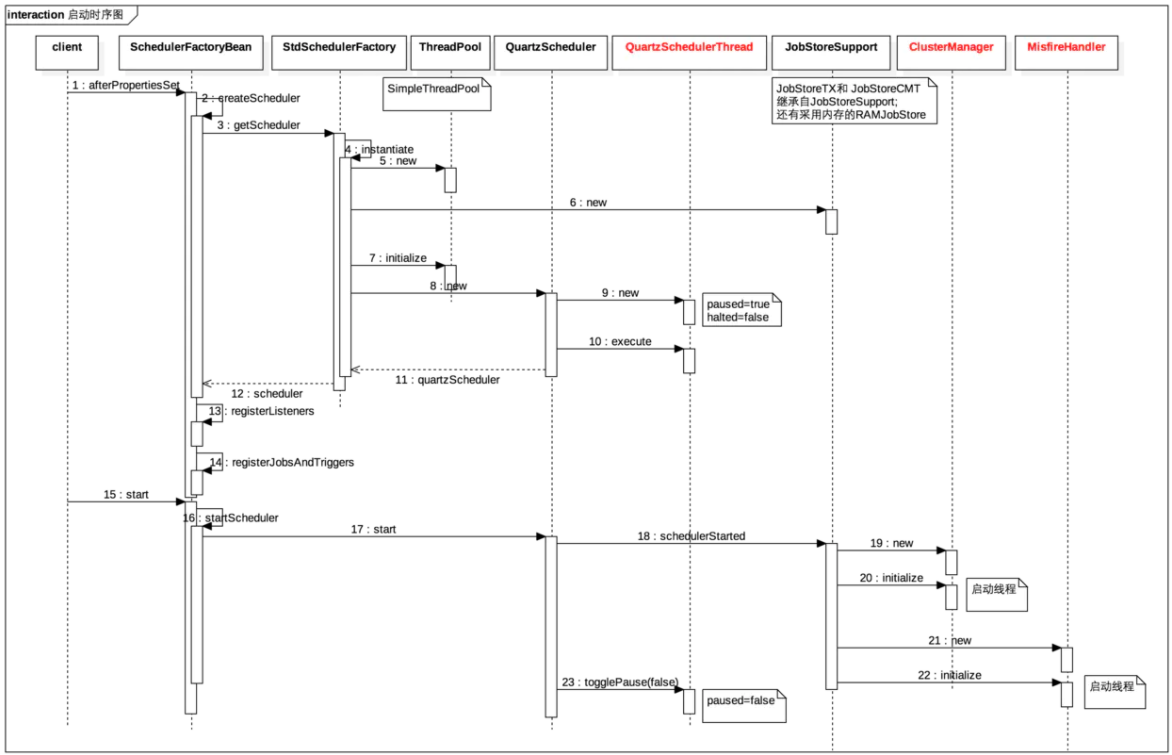 interaction 启动时序图
client
SchedulerFactoryBean
StdSchedulerFactory
ThreadPool
QuartzScheduler
QuartzSchedulerThread
JobStoreSupport
ClusterManager
MisfireHandler
1 : afterPropertiesSet
SimpleThreadPool
JobStoreTX和 JobStoreCMT
继承自JobStoreSupport;
还有采用内存的RAMJobStore
2 : createScheduler
3 : getScheduler
4 : instantiate
5 : new
6 : new
7 : initialize
8 : new
9 : new
paused=true
halted=false
10 : execute
11 : quartzScheduler
12 : scheduler
13 : registerListeners
14 : registerJobsAndTriggers
15 : start
16 : startScheduler
17 : start
18 : schedulerStarted
19 : new
20 : initialize
启动线程
21 : new
22 : initialize
启动线程
23 : togglePause(false)
paused=false